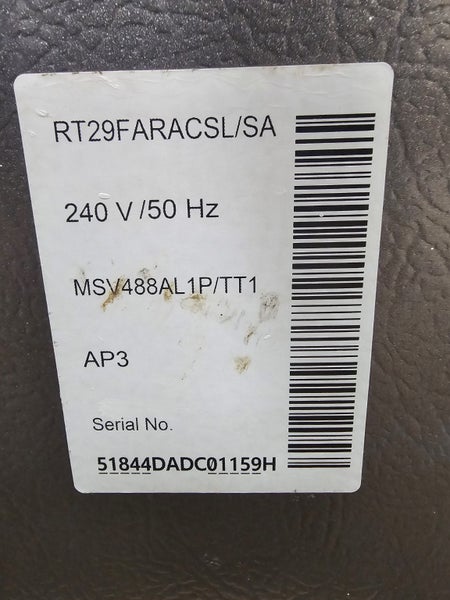 RT29FARACSL/SA
240 V /50 Hz
MSV488AL1P/TT1
AP3
Serial No.
51844DADC01159H